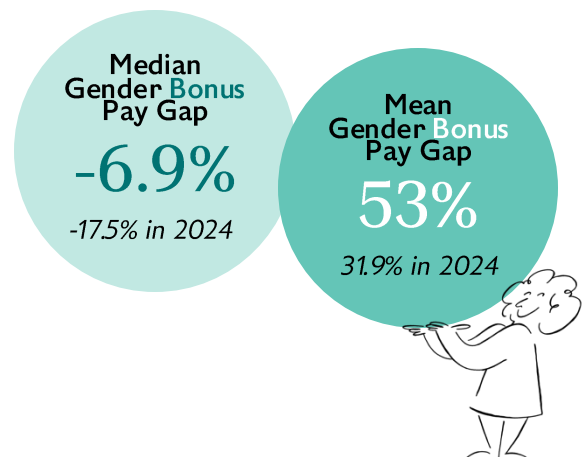 Median
Gender Bonus
Pay Gap
-6.9%
-17.5% in 2024
Mean
Gender Bonus
Pay Gap
53%
31.9% in 2024